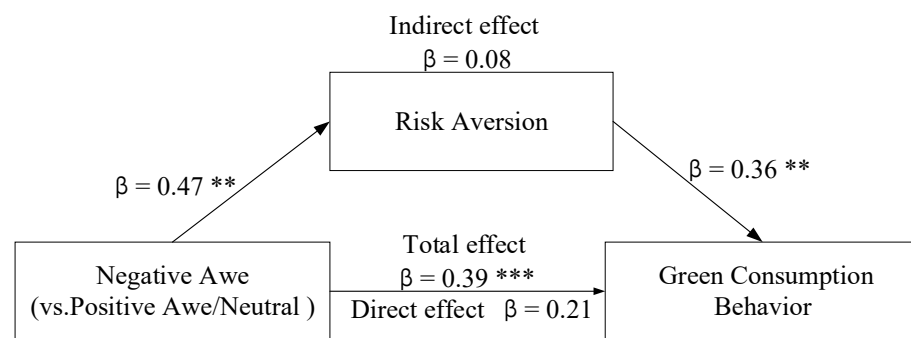 Indirect effect
β = 0.08
Risk Aversion
β = 0.47 **
β = 0.36 **
Negative Awe
(vs.Positive Awe/Neutral )
Total effect
β = 0.39 ***
Direct effect β = 0.21
Green Consumption
Behavior